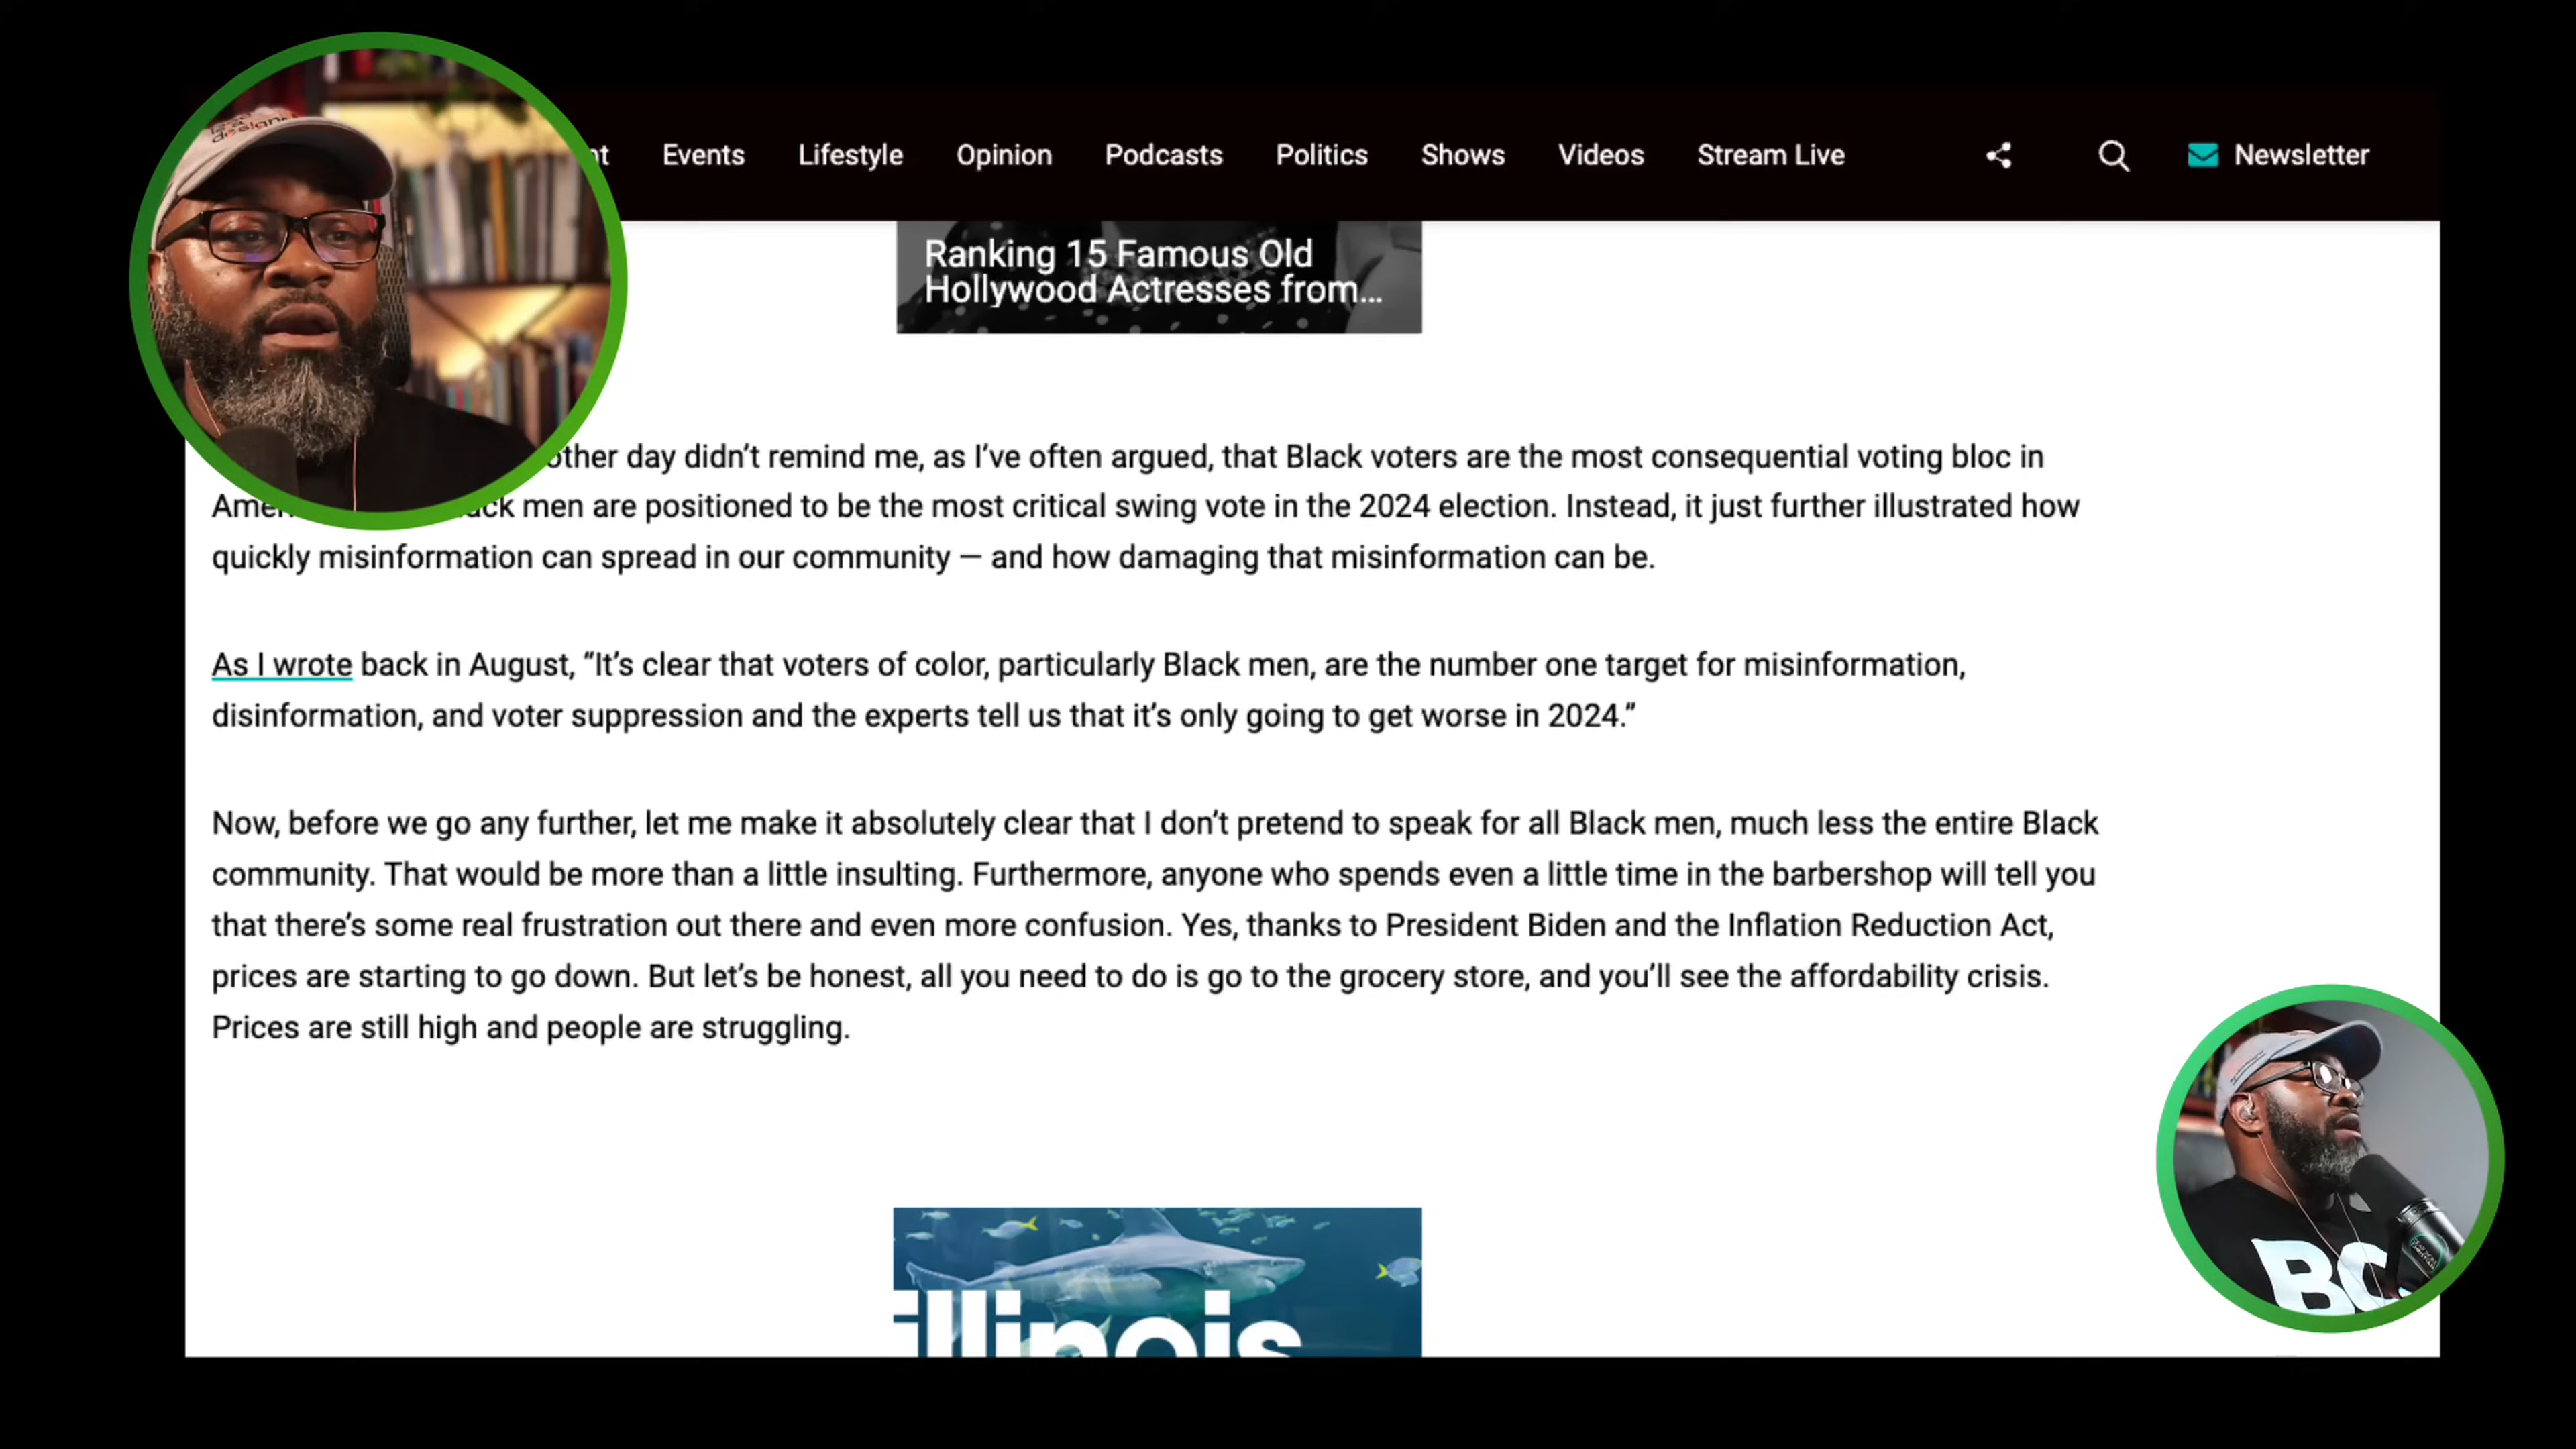 Events Lifestyle Opinion Podcasts Politics Shows Videos Stream Live Newsletter
Ranking 15 Famous Old
Hollywood Actresses from...
other day didn't remind me, as I've often argued, that Black voters are the most consequential voting bloc in
men are positioned to be the most critical swing vote in the 2024 election. Instead, it just further illustrated how
quickly misinformation can spread in our community — and how damaging that misinformation can be.
As I wrote back in August, “It's clear that voters of color, particularly Black men, are the number one target for misinformation,
disinformation, and voter suppression and the experts tell us that it's only going to get worse in 2024.”
Now, before we go any further, let me make it absolutely clear that I don't pretend to speak for all Black men, much less the entire Black
community. That would be more than a little insulting. Furthermore, anyone who spends even a little time in the barbershop will tell you
that there's some real frustration out there and even more confusion. Yes, thanks to President Biden and the Inflation Reduction Act,
prices are starting to go down. But let's be honest, all you need to do is go to the grocery store, and you'll see the affordability crisis.
Prices are still high and people are struggling.
BC
illinois